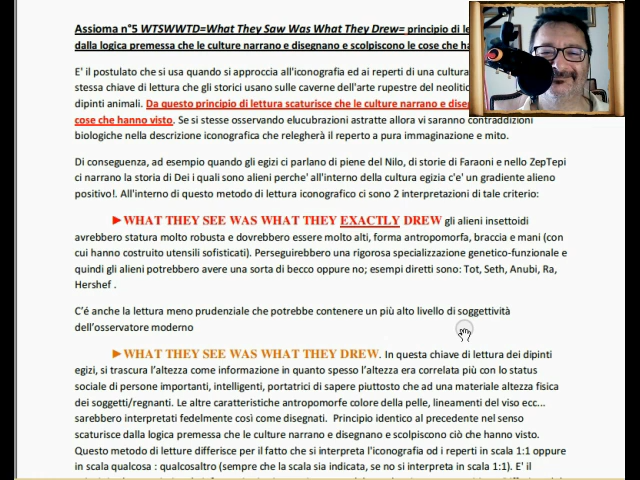 Assioma n°5 WTSWWTD=What They Saw Was What They Drew= principio di le
dalla logica premessa che le culture narrano e disegnano e scolpiscono le cose che ha
E' il postulato che si usa quando si approccia all'iconografia ed ai reperti di una cultura
stessa chiave di lettura che gli storici usano sulle caverne dell'arte rupestre del neolitic
dipinti animali. Da questo principio di lettura scaturisce che le culture narrano e diseg
cose che hanno visto. Se si stesse osservando elucubrazioni astratte allora vi saranno contraddizioni
biologiche nella descrizione iconografica che relegherà il reperto a pura immaginazione e mito.
Di conseguenza, ad esempio quando gli egizi ci parlano di piene del Nilo, di storie di Faraoni e nello ZepTepi
ci narrano la storia di Dei i quali sono alieni perche' all'interno della cultura egizia c'e' un gradiente alieno
positivo!. All'interno di questo metodo di lettura iconografico ci sono 2 interpretazioni di tale criterio:
►WHAT THEY SEE WAS WHAT THEY EXACTLY DREW gli alieni insettoidi
avrebbero statura molto robusta e dovrebbero essere molto alti, forma antropomorfa, braccia e mani (con
cui hanno costruito utensili sofisticati). Perseguirebbero una rigorosa specializzazione genetico-funzionale e
quindi gli alieni potrebbero avere una sorta di becco oppure no; esempi diretti sono: Tot, Seth, Anubi, Ra,
Hershef .
C'é anche la lettura meno prudenziale che potrebbe contenere un più alto livello di soggettività
dell'osservatore moderno
►WHAT THEY SEE WAS WHAT THEY DREW. In questa chiave di lettura dei dipinti
egizi, si trascura l'altezza come informazione in quanto spesso l'altezza era correlata più con lo status
sociale di persone importanti, intelligenti, portatrici di sapere piuttosto che ad una materiale altezza fisica
dei soggetti/regnanti. Le altre caratteristiche antropomorfe colore della pelle, lineamenti del viso ecc...
sarebbero interpretati fedelmente così come disegnati. Principio identico al precedente nel senso
scaturisce dalla logica premessa che le culture narrano e disegnano e scolpiscono ciò che hanno visto.
Questo metodo di letture differisce per il fatto che si interpreta l'iconografia od i reperti in scala 1:1 oppure
in scala qualcosa : qualcosaltro (sempre che la scala sia indicata, se no si interpreta in scala 1:1). E' il